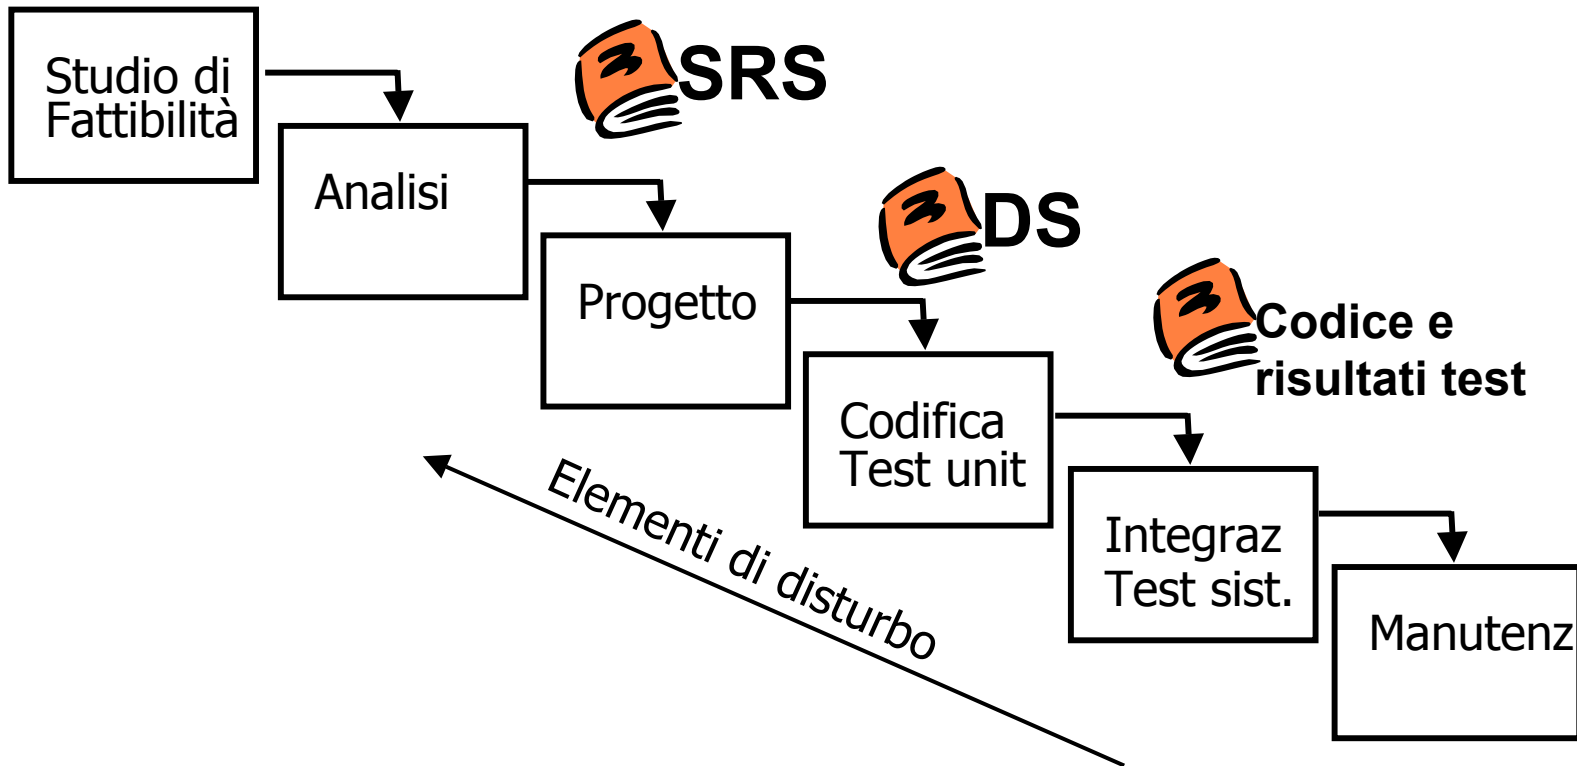 Studio di
Fattibilità
SRS
Analisi
DS
Progetto
Codice e
risultati test
Codifica
Test unit
Elementi di disturbo
Integraz
Test sist.
Manutenz